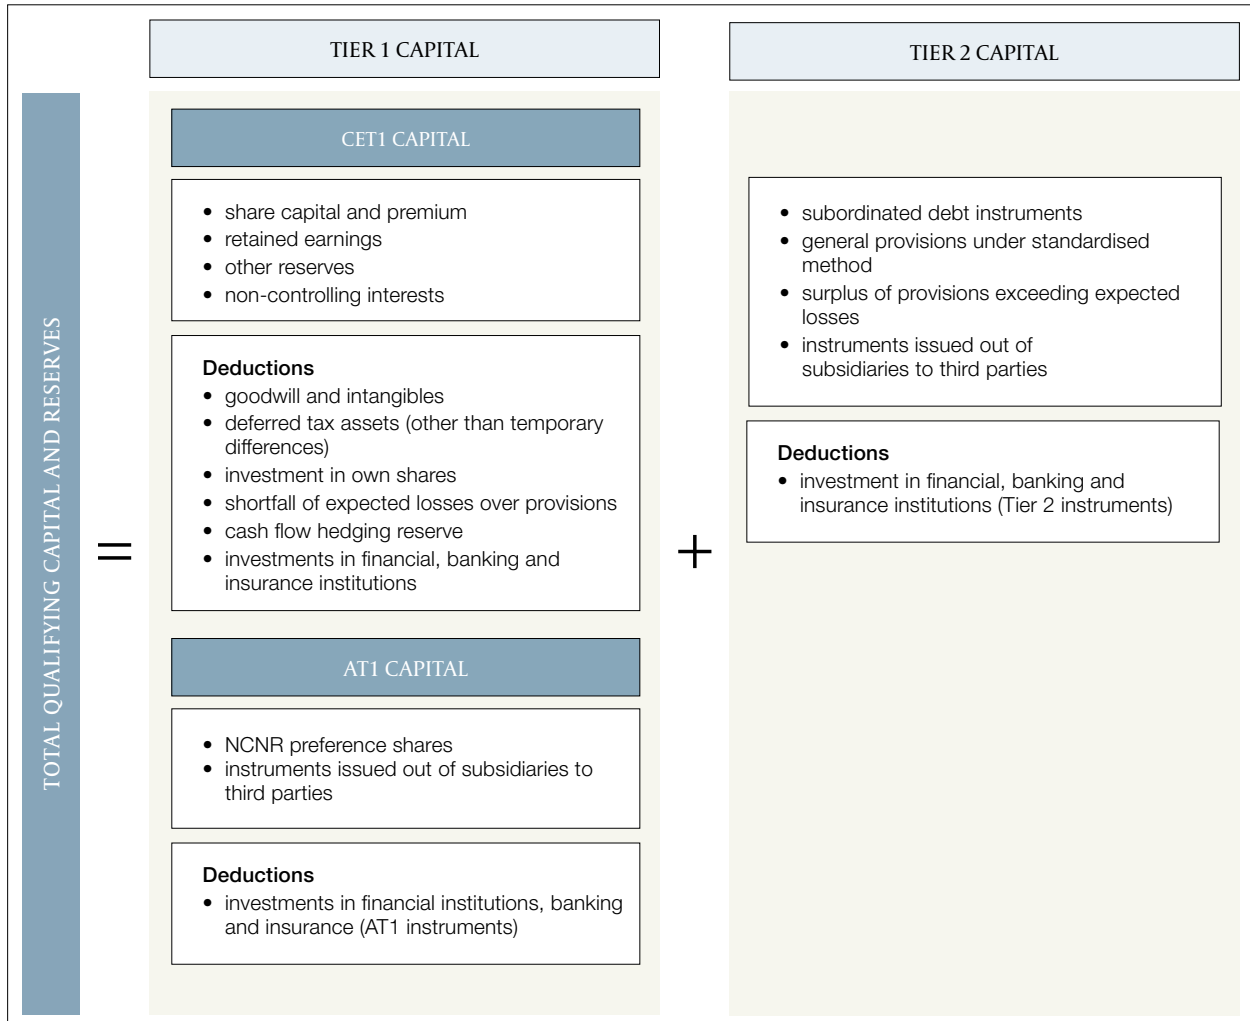 TOTAL QUALIFYING CAPITAL AND RESERVES
=
TIER 1 CAPITAL
CET1 CAPITAL
• share capital and premium
• retained earnings
• other reserves
• non-controlling interests
Deductions
• goodwill and intangibles
• deferred tax assets (other than temporary
differences)
• investment in own shares
• shortfall of expected losses over provisions
• cash flow hedging reserve
• investments in financial, banking and
insurance institutions
AT1 CAPITAL
• NCNR preference shares
• instruments issued out of subsidiaries to
third parties
Deductions
• investments in financial institutions, banking
and insurance (AT1 instruments)
+
TIER 2 CAPITAL
• subordinated debt instruments
• general provisions under standardised
method
• surplus of provisions exceeding expected
losses
• instruments issued out of
subsidiaries to third parties
Deductions
• investment in financial, banking and
insurance institutions (Tier 2 instruments)